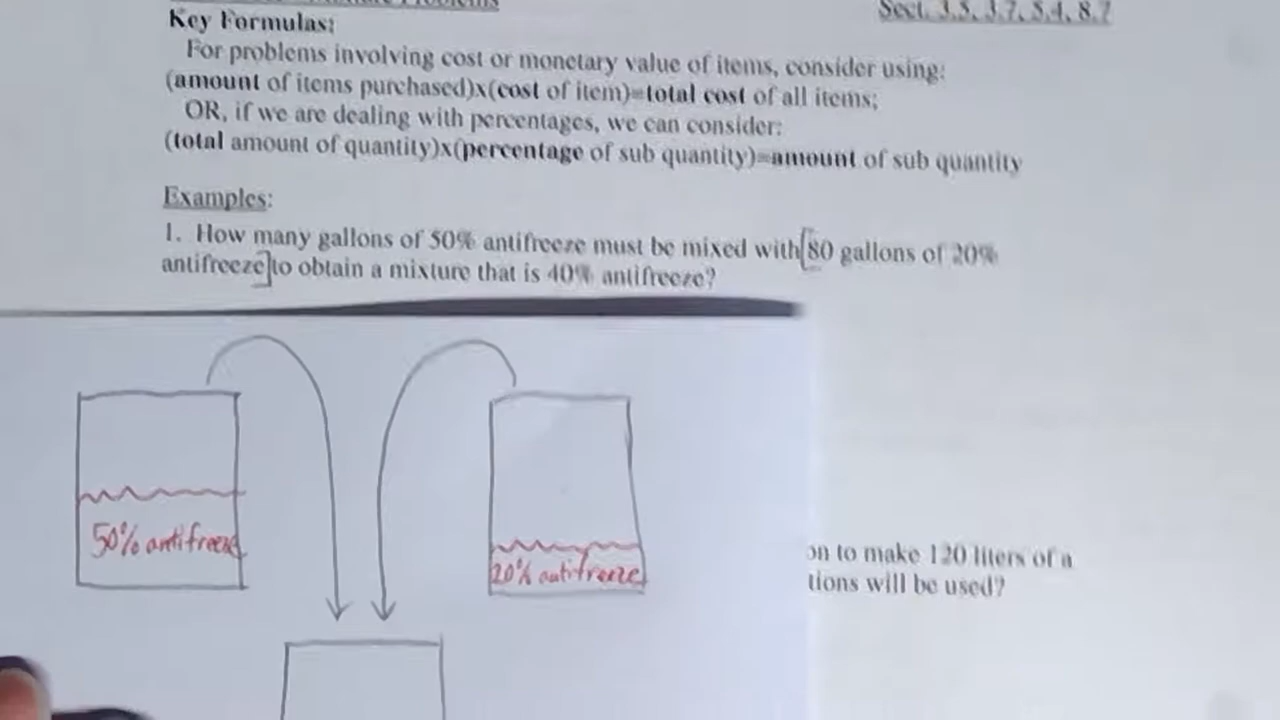 Problems
Sect. 3.5, 3.7, 5.4, 8.7
Key Formulas:
For problems involving cost or monetary value of items, consider using:
(amount of items purchased)x(cost of item)=total cost of all items;
OR, if we are dealing with percentages, we can consider:
(total amount of quantity)x(percentage of sub quantity)=amount of sub quantity
Examples:
1. How many gallons of 50% antifreeze must be mixed with [80 gallons of 20%
antifreeze] to obtain a mixture that is 40% antifreeze?
50% antifreeze
20% antifreeze
on to make 120 liters of a
tions will be used?